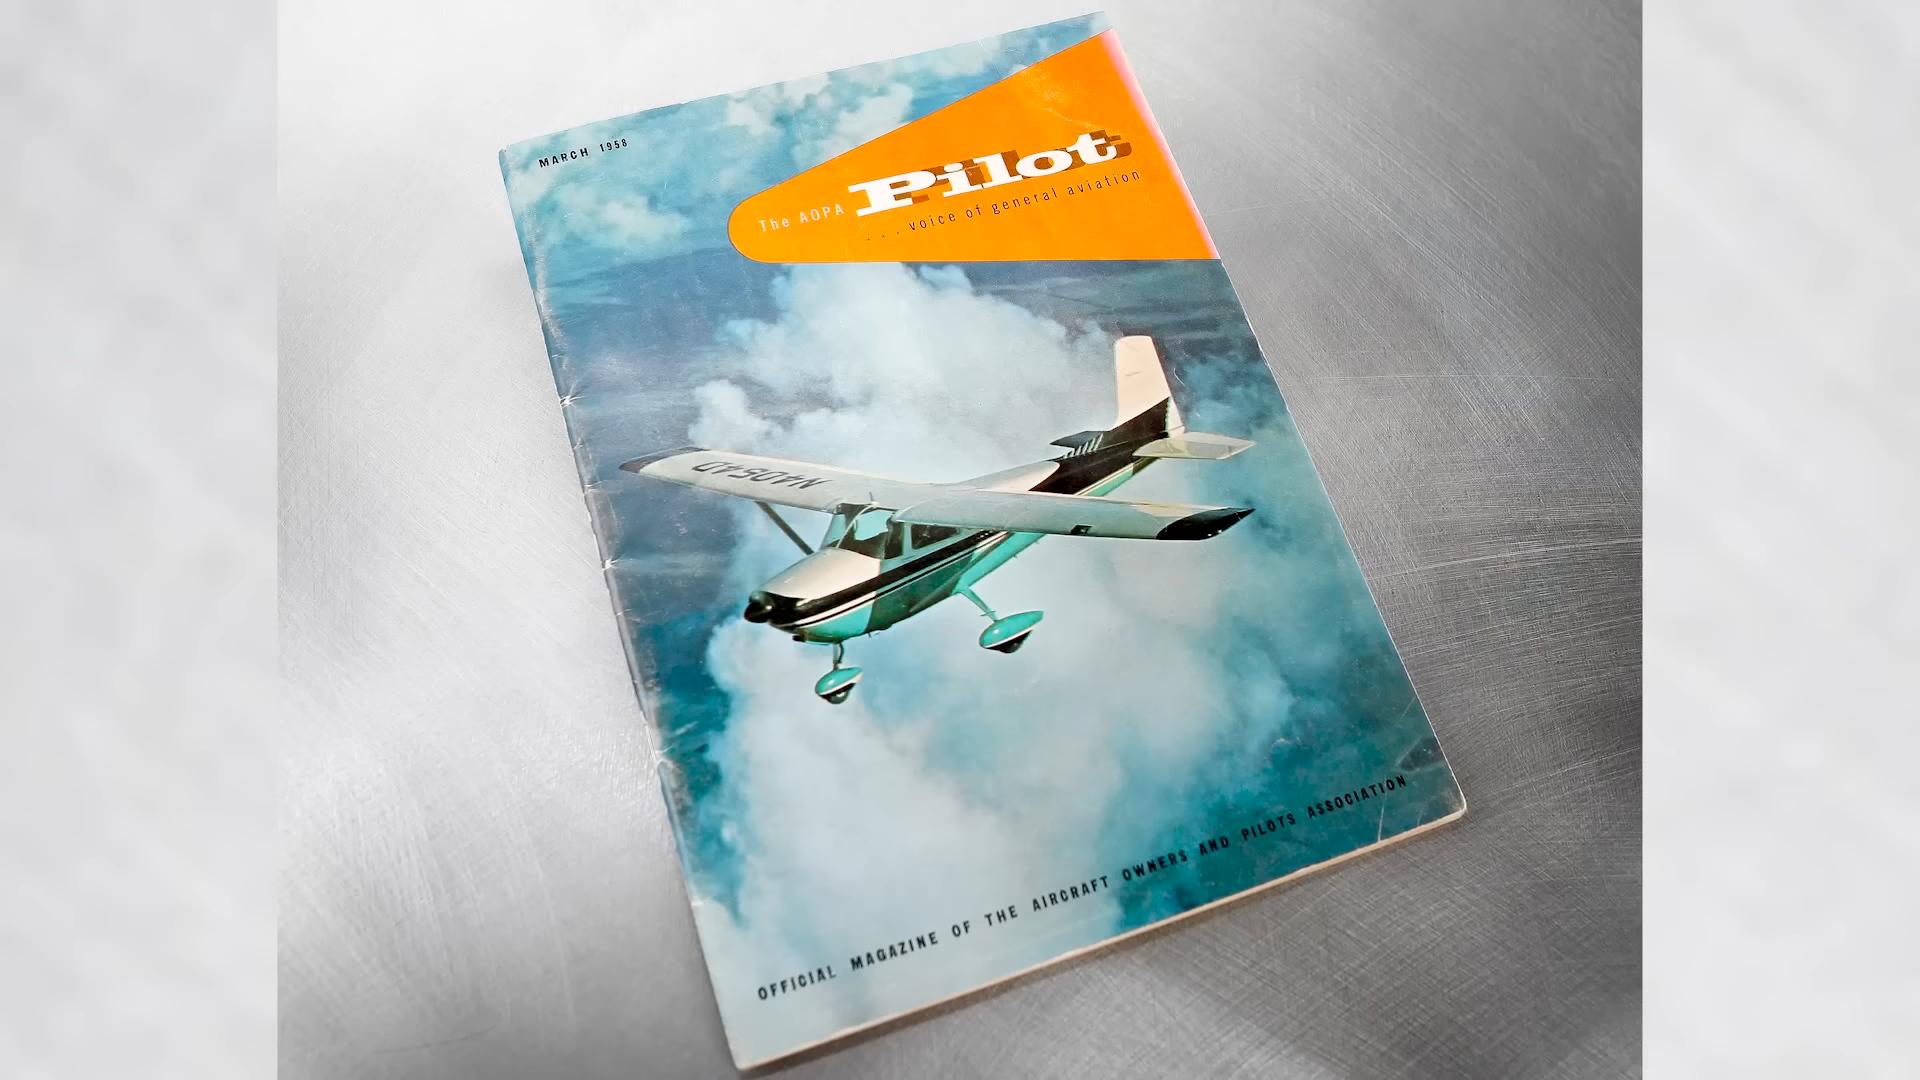 MARCH 1958
The AOPA Pilot
. . . voice of general aviation
N4054D
OFFICIAL MAGAZINE OF THE AIRCRAFT OWNERS AND PILOTS ASSOCIATION